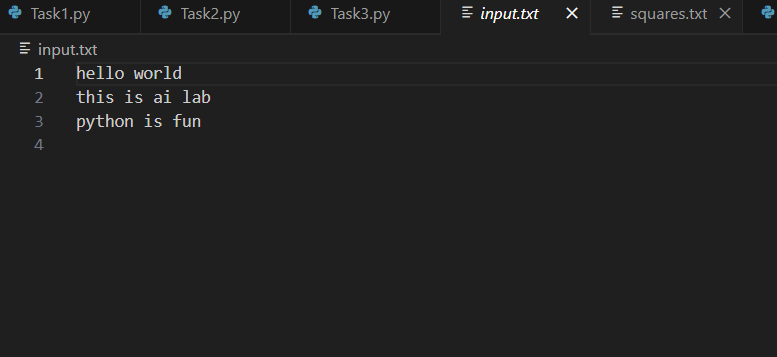 Task1.py Task2.py Task3.py input.txt squares.txt
input.txt
1 hello world
2 this is ai lab
3 python is fun
4